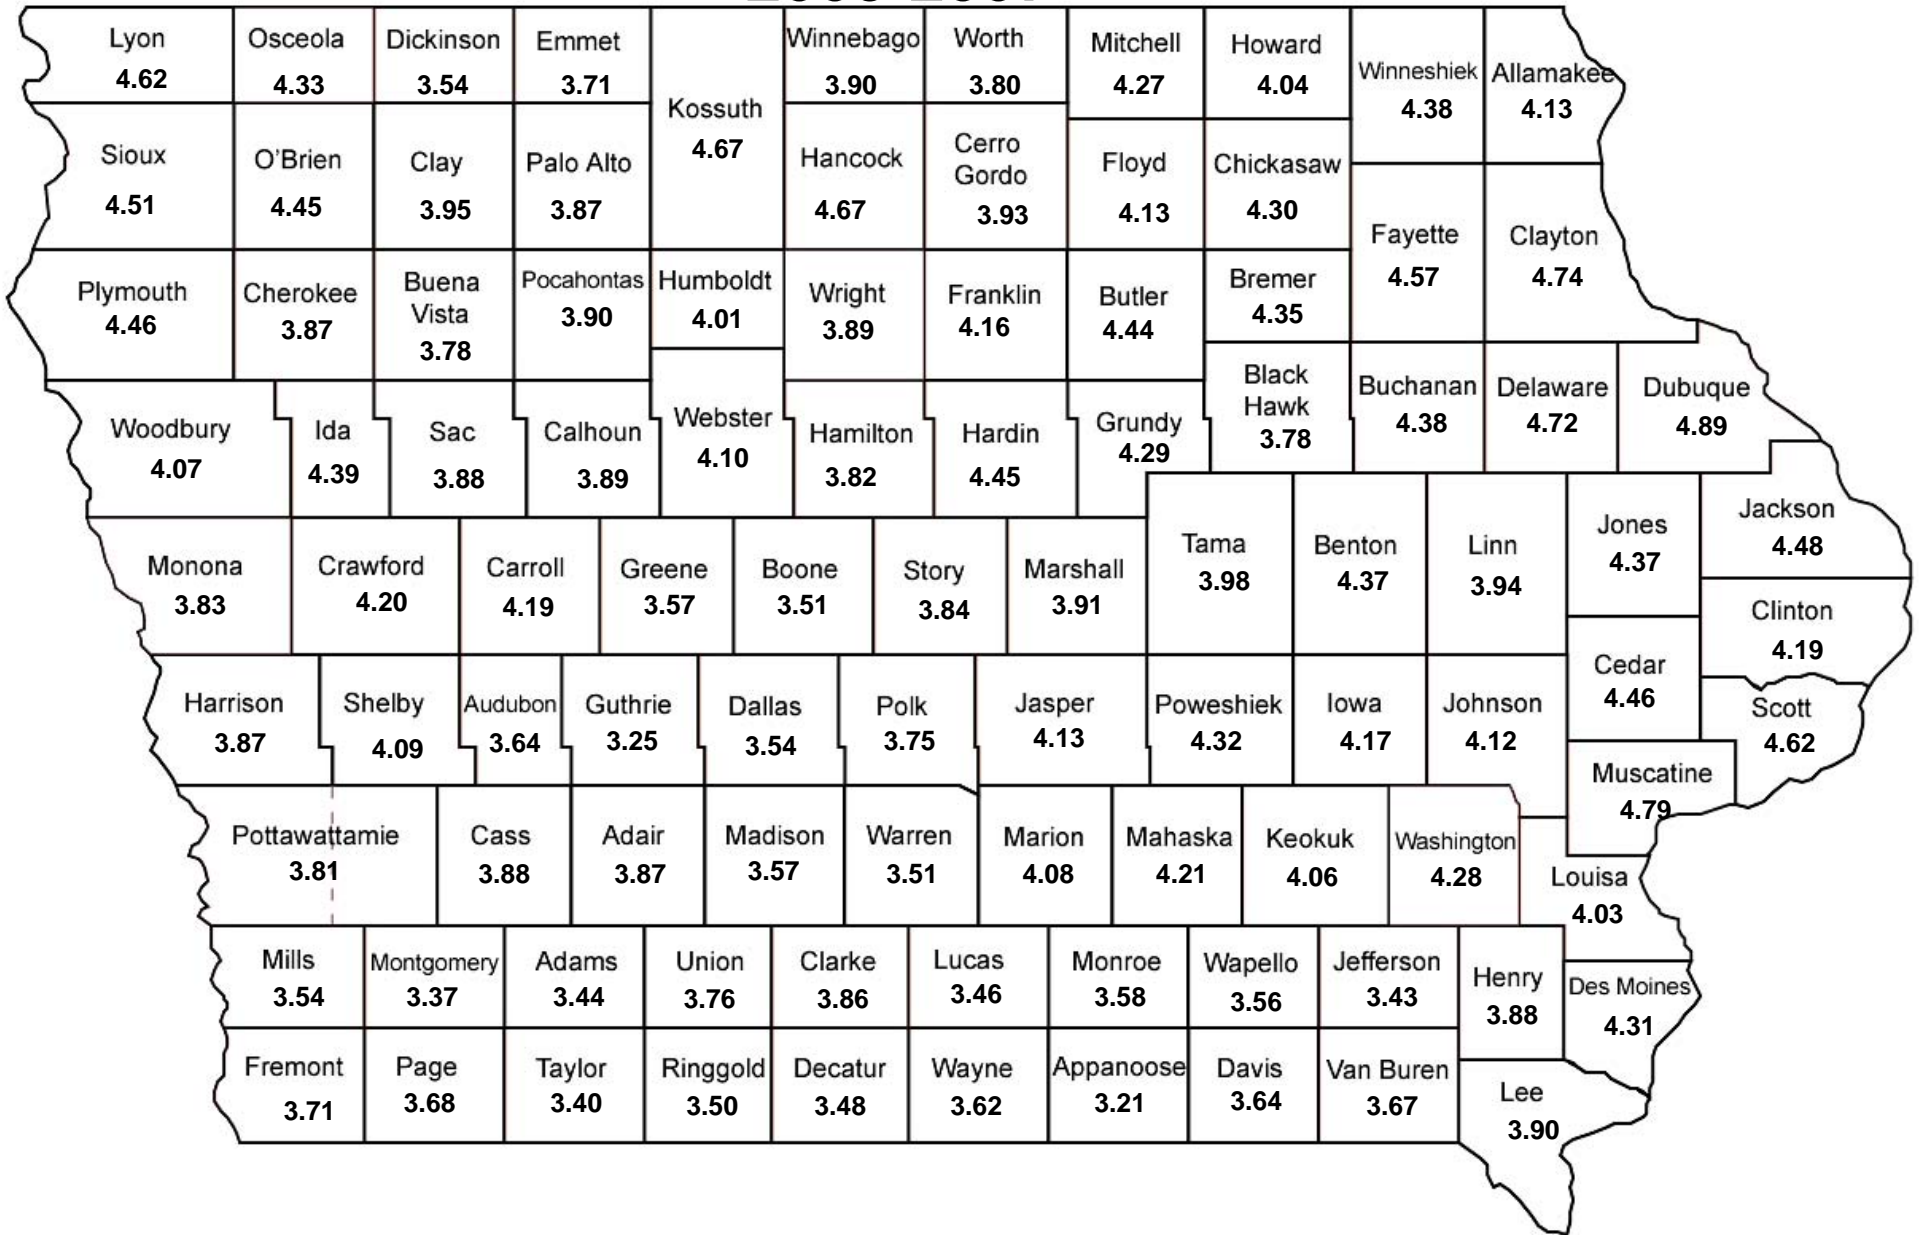 Lyon
4.62
Osceola
4.33
Dickinson
3.54
Emmet
3.71
Kossuth
4.67
Winnebago
3.90
Worth
3.80
Mitchell
4.27
Howard
4.04
Winneshiek
4.38
Allamakee
4.13
Sioux
4.51
O'Brien
4.45
Clay
3.95
Palo Alto
3.87
Hancock
4.67
Cerro
Gordo
3.93
Floyd
4.13
Chickasaw
4.30
Fayette
4.57
Clayton
4.74
Plymouth
4.46
Cherokee
3.87
Buena
Vista
3.78
Pocahontas
3.90
Humboldt
4.01
Wright
3.89
Franklin
4.16
Butler
4.44
Bremer
4.35
Woodbury
4.07
Ida
4.39
Sac
3.88
Calhoun
3.89
Webster
4.10
Hamilton
3.82
Hardin
4.45
Grundy
4.29
Black
Hawk
3.78
Buchanan
4.38
Delaware
4.72
Dubuque
4.89
Monona
3.83
Crawford
4.20
Carroll
4.19
Greene
3.57
Boone
3.51
Story
3.84
Marshall
3.91
Tama
3.98
Benton
4.37
Linn
3.94
Jones
4.37
Jackson
4.48
Clinton
4.19
Cedar
4.46
Scott
4.62
Harrison
3.87
Shelby
4.09
Audubon
3.64
Guthrie
3.25
Dallas
3.54
Polk
3.75
Jasper
4.13
Poweshiek
4.32
Iowa
4.17
Johnson
4.12
Muscatine
4.79
Pottawattamie
3.81
Cass
3.88
Adair
3.87
Madison
3.57
Warren
3.51
Marion
4.08
Mahaska
4.21
Keokuk
4.06
Washington
4.28
Louisa
4.03
Mills
3.54
Montgomery
3.37
Adams
3.44
Union
3.76
Clarke
3.86
Lucas
3.46
Monroe
3.58
Wapello
3.56
Jefferson
3.43
Henry
3.88
Des Moines
4.31
Fremont
3.71
Page
3.68
Taylor
3.40
Ringgold
3.50
Decatur
3.48
Wayne
3.62
Appanoose
3.21
Davis
3.64
Van Buren
3.67
Lee
3.90